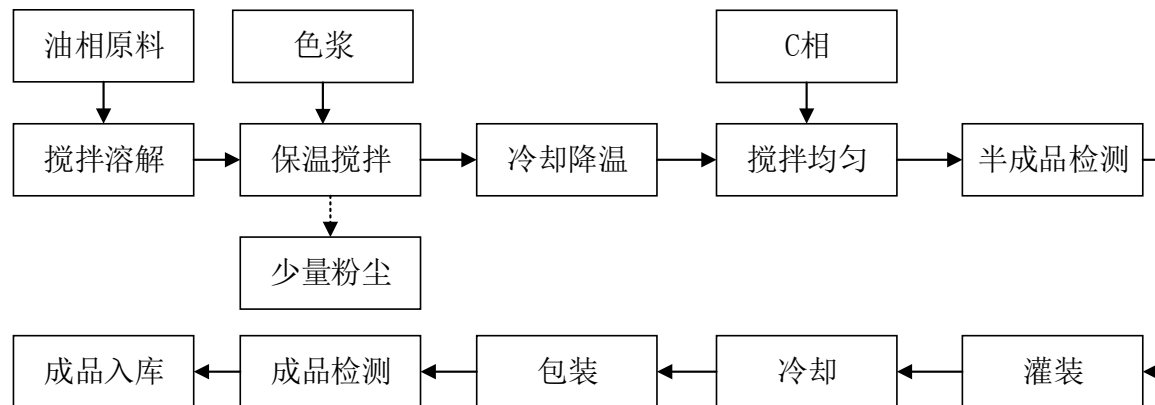 油相原料
色浆
C相
搅拌溶解
保温搅拌
冷却降温
搅拌均匀
半成品检测
少量粉尘
成品入库
成品检测
包装
冷却
灌装